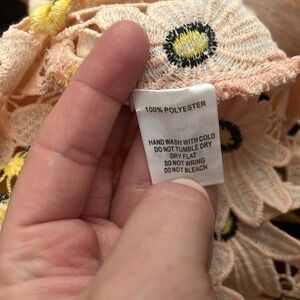 100% POLYESTER
HAND WASH WITH COLD
DO NOT TUMBLE DRY
DRY FLAT
DO NOT WRING
DO NOT BLEACH